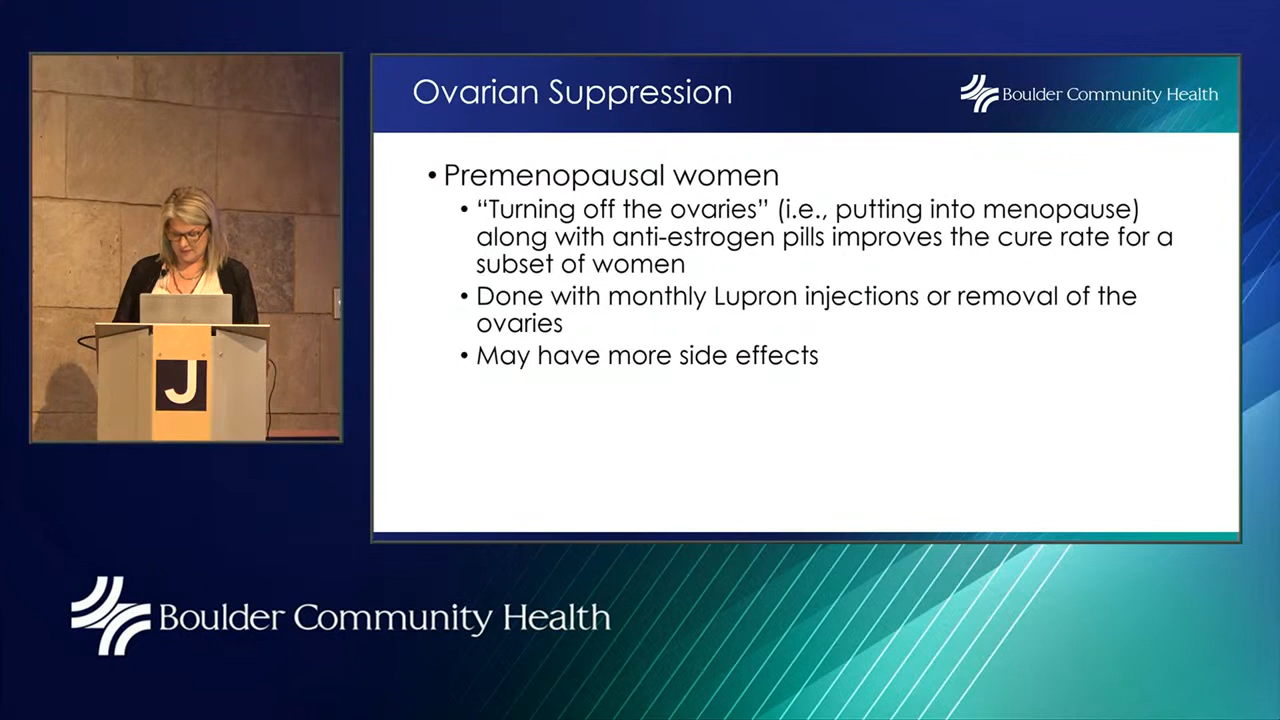 Ovarian Suppression
Boulder Community Health
• Premenopausal women
• “Turning off the ovaries” (i.e., putting into menopause)
along with anti-estrogen pills improves the cure rate for a
subset of women
• Done with monthly Lupron injections or removal of the
ovaries
• May have more side effects
J
Boulder Community Health